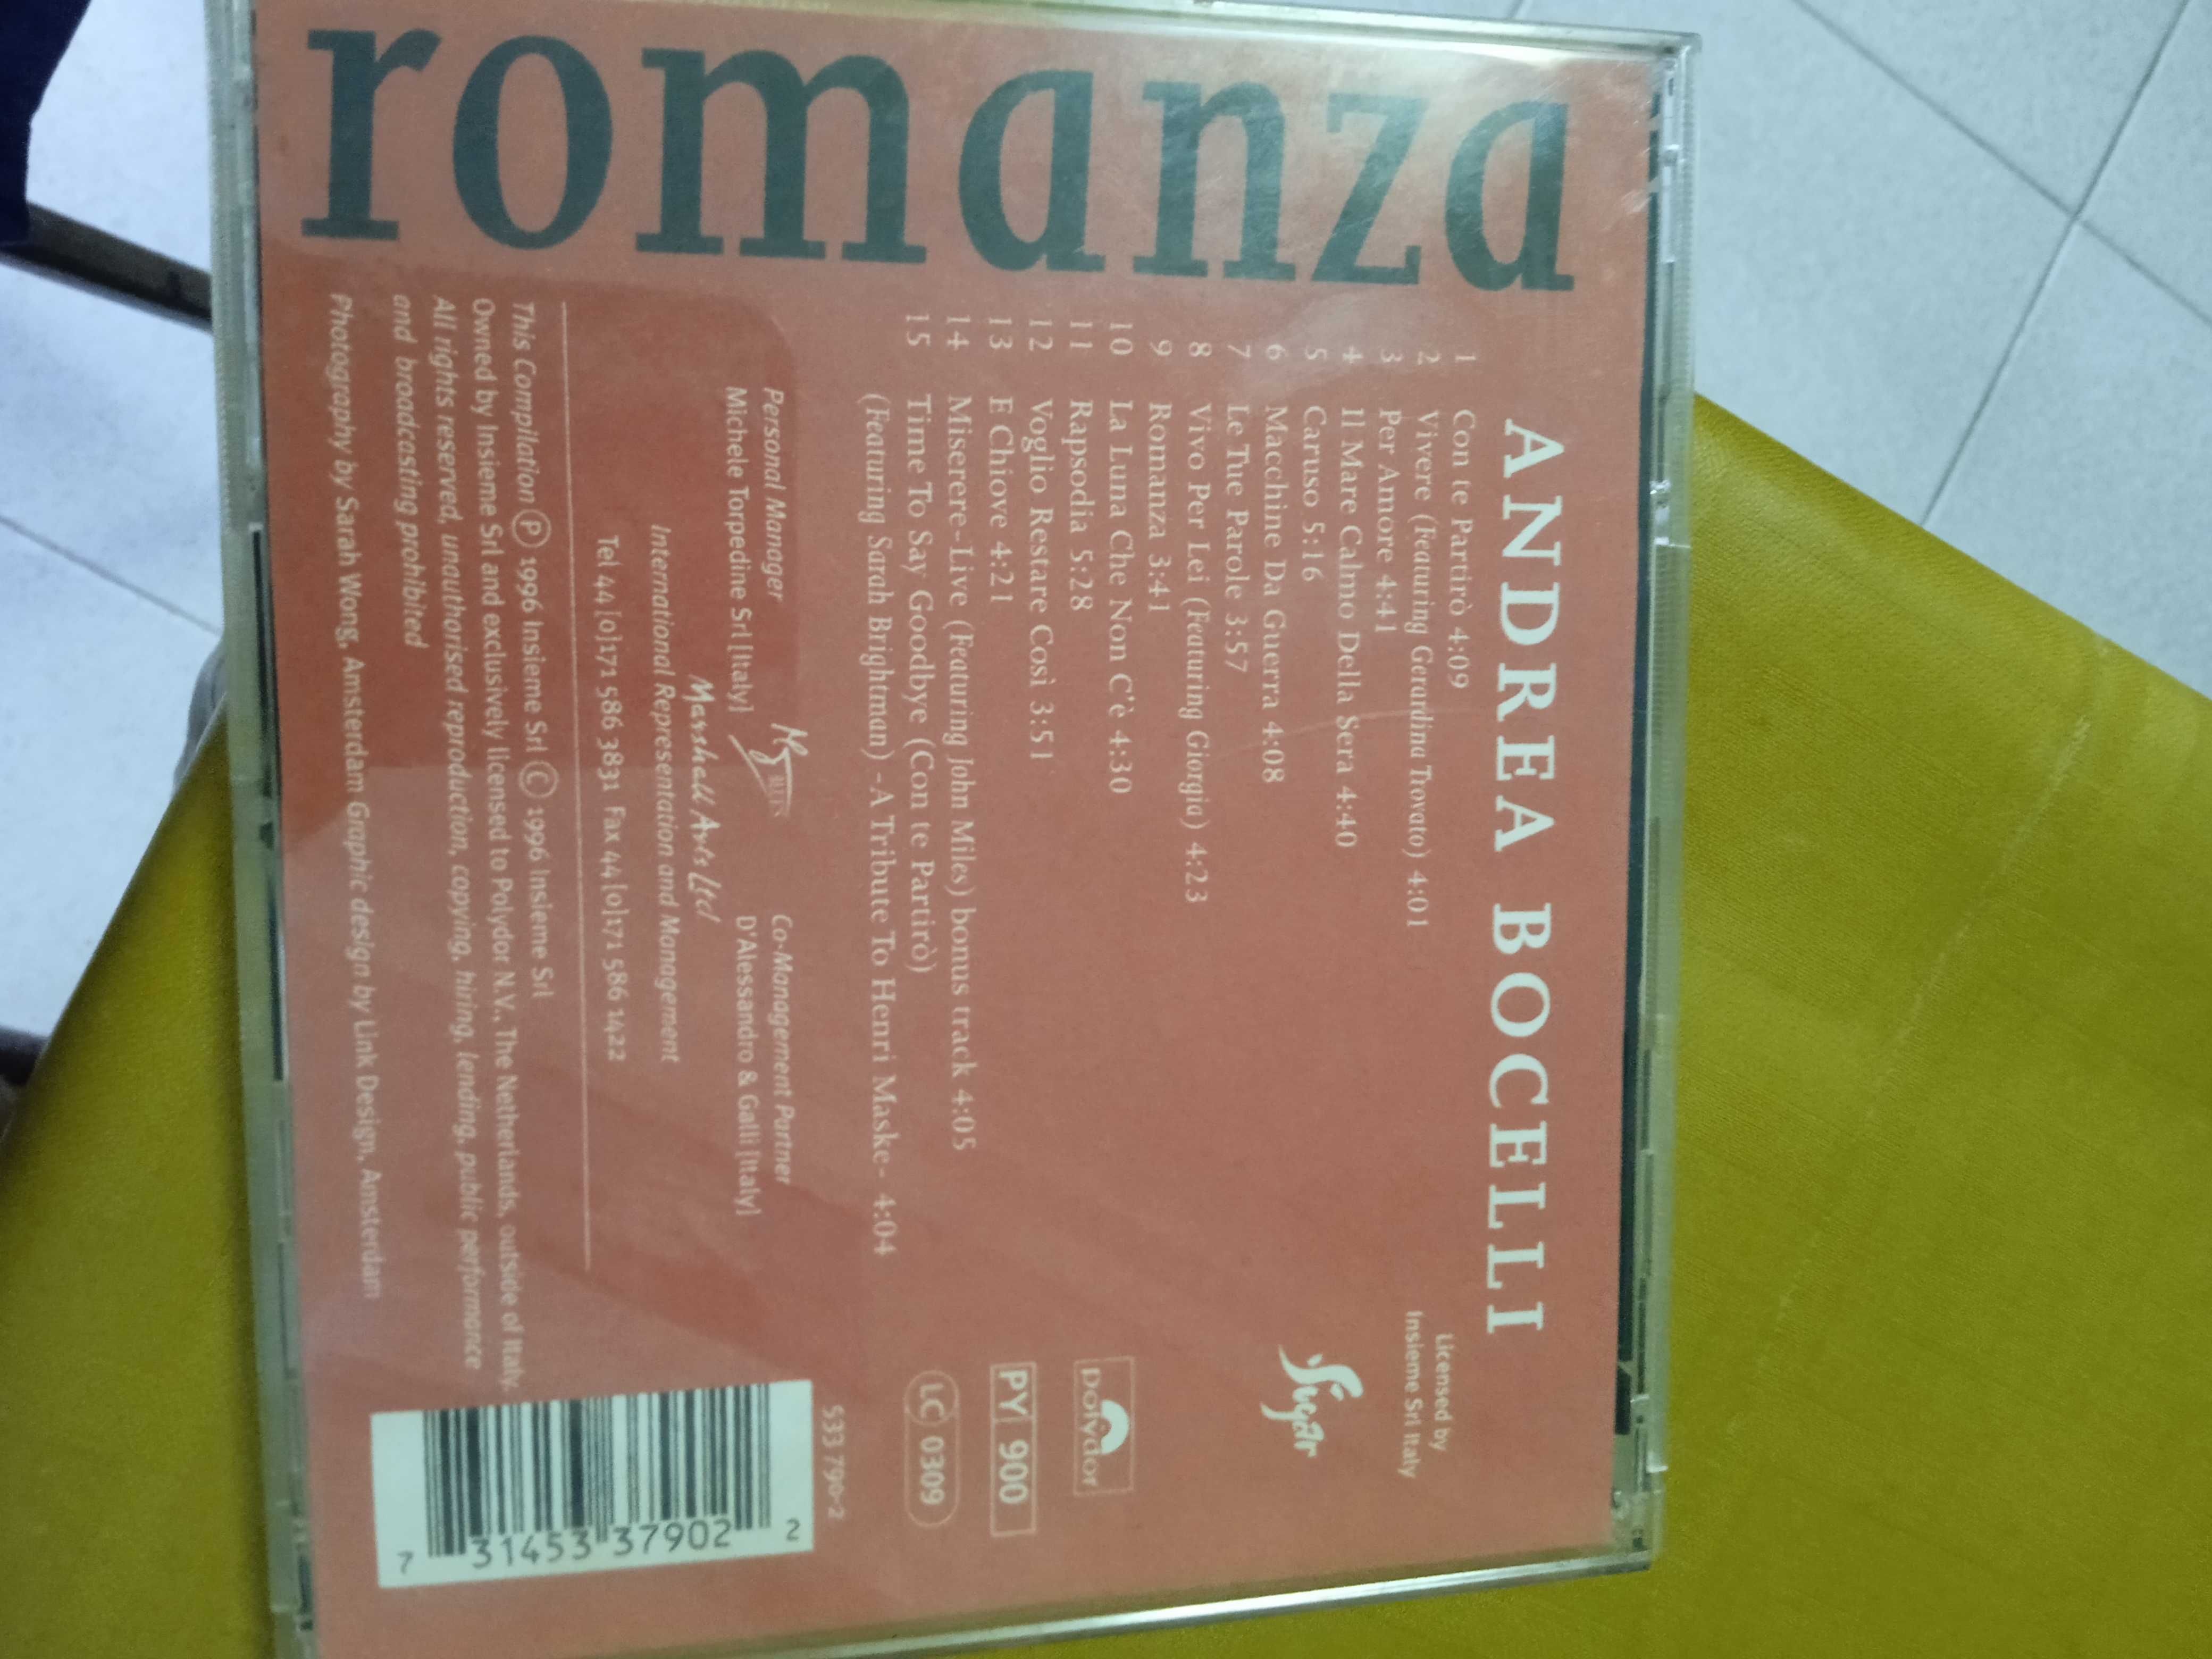 romanza
ANDREA BOCELLI
1 Con te Partirò 4:09
2 Vivere (Featuring Gerardina Trovato) 4:01
3 Per Amore 4:41
4 Il Mare Calmo Della Sera 4:40
5 Caruso 5:16
6 Macchine Da Guerra 4:08
7 Le Tue Parole 3:57
8 Vivo Per Lei (Featuring Giorgia) 4:23
9 Romanza 3:41
10 La Luna Che Non C'è 4:30
11 Rapsodia 5:28
12 Voglio Restare Così 3:51
13 E Chiove 4:21
14 Miserere-Live (Featuring John Miles) bonus track 4:05
15 Time To Say Goodbye (Con te Partirò)
(Featuring Sarah Brightman) - A Tribute To Henri Maske- 4:04
Licensed by
Insieme Srl Italy
Sugar
polydor
PY 900
LC 0309
533 790-2
Personal Manager
Michele Torpedine Srl [Italy]
Co-Management Partner
D'Alessandro & Galli [Italy]
Marshall Arts Ltd
International Representation and Management
Tel 44 [0]171 586 3831 Fax 44 [0]171 586 1422
This Compilation Ⓟ 1996 Insieme Srl © 1996 Insieme Srl
Owned by Insieme Srl and exclusively licensed to Polydor N.V., The Netherlands, outside of Italy.
All rights reserved, unauthorised reproduction, copying, hiring, lending, public performance
and broadcasting prohibited
Photography by Sarah Wong, Amsterdam Graphic design by Link Design, Amsterdam
7 31453 37902 2